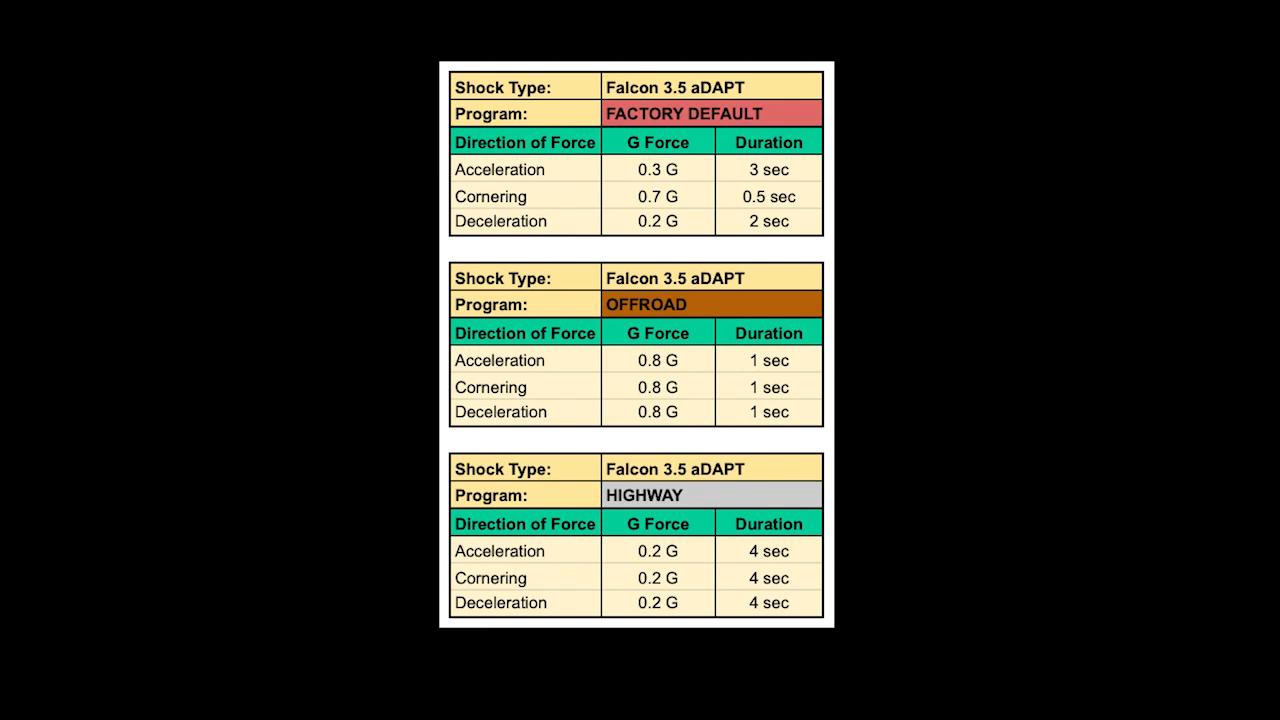 Shock Type: Falcon 3.5 aDAPT
Program: FACTORY DEFAULT
Direction of Force G Force Duration
Acceleration 0.3 G 3 sec
Cornering 0.7 G 0.5 sec
Deceleration 0.2 G 2 sec
Shock Type: Falcon 3.5 aDAPT
Program: OFFROAD
Direction of Force G Force Duration
Acceleration 0.8 G 1 sec
Cornering 0.8 G 1 sec
Deceleration 0.8 G 1 sec
Shock Type: Falcon 3.5 aDAPT
Program: HIGHWAY
Direction of Force G Force Duration
Acceleration 0.2 G 4 sec
Cornering 0.2 G 4 sec
Deceleration 0.2 G 4 sec